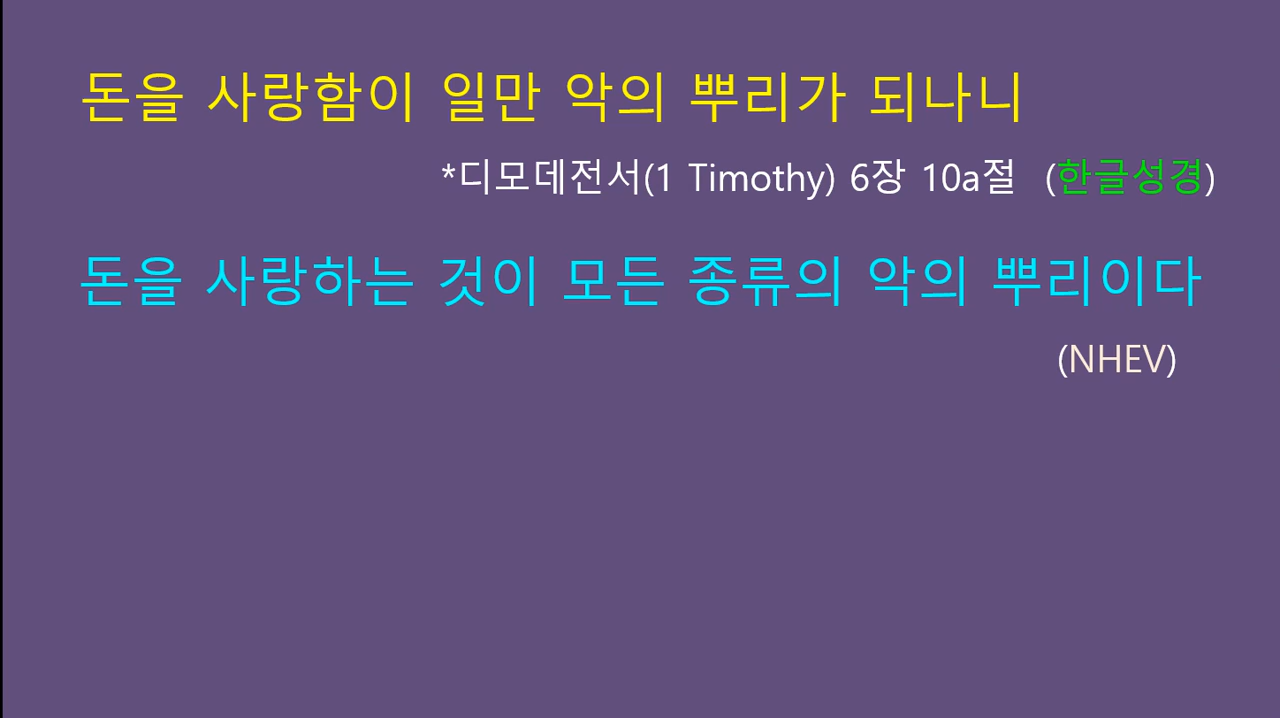 돈을 사랑함이 일만 악의 뿌리가 되나니
*디모데전서(1 Timothy) 6장 10a절 (한글성경)
돈을 사랑하는 것이 모든 종류의 악의 뿌리이다
(NHEV)